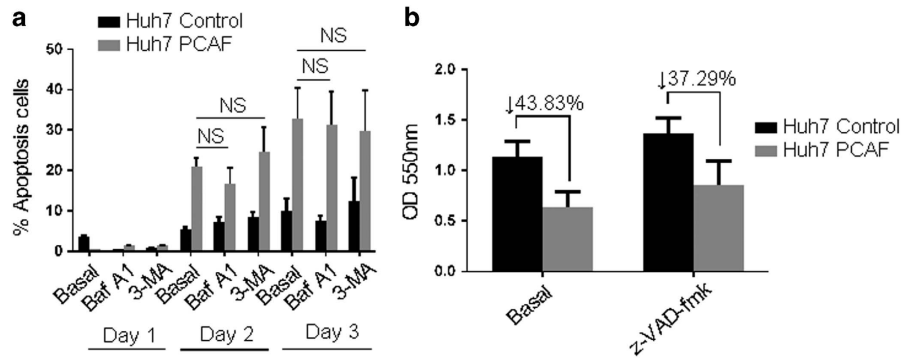 a
Huh7 Control
Huh7 PCAF
% Apoptosis cells
50
40
30
20
10
0
NS
NS
NS
NS
Basal
Baf A1
3-MA
Basal
Baf A1
3-MA
Basal
Baf A1
3-MA
Day 1
Day 2
Day 3
b
OD 550nm
2.0
1.5
1.0
0.5
0.0
↓43.83%
↓37.29%
Huh7 Control
Huh7 PCAF
Basal
z-VAD-fmk